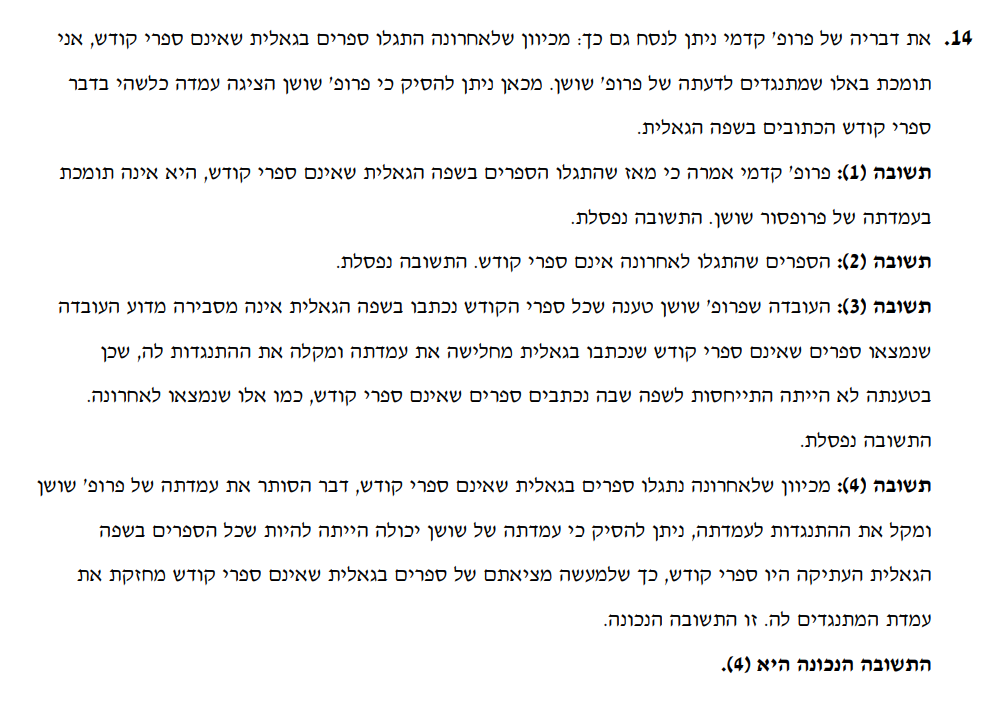 14. את דבריה של פרופ' קדמי ניתן לנסח גם כך: מכיוון שלאחרונה התגלו ספרים בגאלית שאינם ספרי קודש, אני
תומכת באלו שמתנגדים לדעתה של פרופ' שושן. מכאן ניתן להסיק כי פרופ' שושן הציגה עמדה כלשהי בדבר
ספרי קודש הכתובים בשפה הגאלית.
תשובה (1): פרופ' קדמי אמרה כי מאז שהתגלו הספרים בשפה הגאלית שאינם ספרי קודש, היא אינה תומכת
בעמדתה של פרופסור שושן. התשובה נפסלת.
תשובה (2): הספרים שהתגלו לאחרונה אינם ספרי קודש. התשובה נפסלת.
תשובה (3): העובדה שפרופ' שושן טענה שכל ספרי הקודש נכתבו בשפה הגאלית אינה מסבירה מדוע העובדה
שנמצאו ספרים שאינם ספרי קודש שנכתבו בגאלית מחלישה את עמדתה ומקלה את ההתנגדות לה, שכן
בטענתה לא הייתה התייחסות לשפה שבה נכתבים ספרים שאינם ספרי קודש, כמו אלו שנמצאו לאחרונה.
התשובה נפסלת.
תשובה (4): מכיוון שלאחרונה נתגלו ספרים בגאלית שאינם ספרי קודש, דבר הסותר את עמדתה של פרופ' שושן
ומקל את ההתנגדות לעמדתה, ניתן להסיק כי עמדתה של שושן יכולה הייתה להיות שכל הספרים בשפה
הגאלית העתיקה היו ספרי קודש, כך שלמעשה מציאתם של ספרים בגאלית שאינם ספרי קודש מחזקת את
עמדת המתנגדים לה. זו התשובה הנכונה.
התשובה הנכונה היא (4).